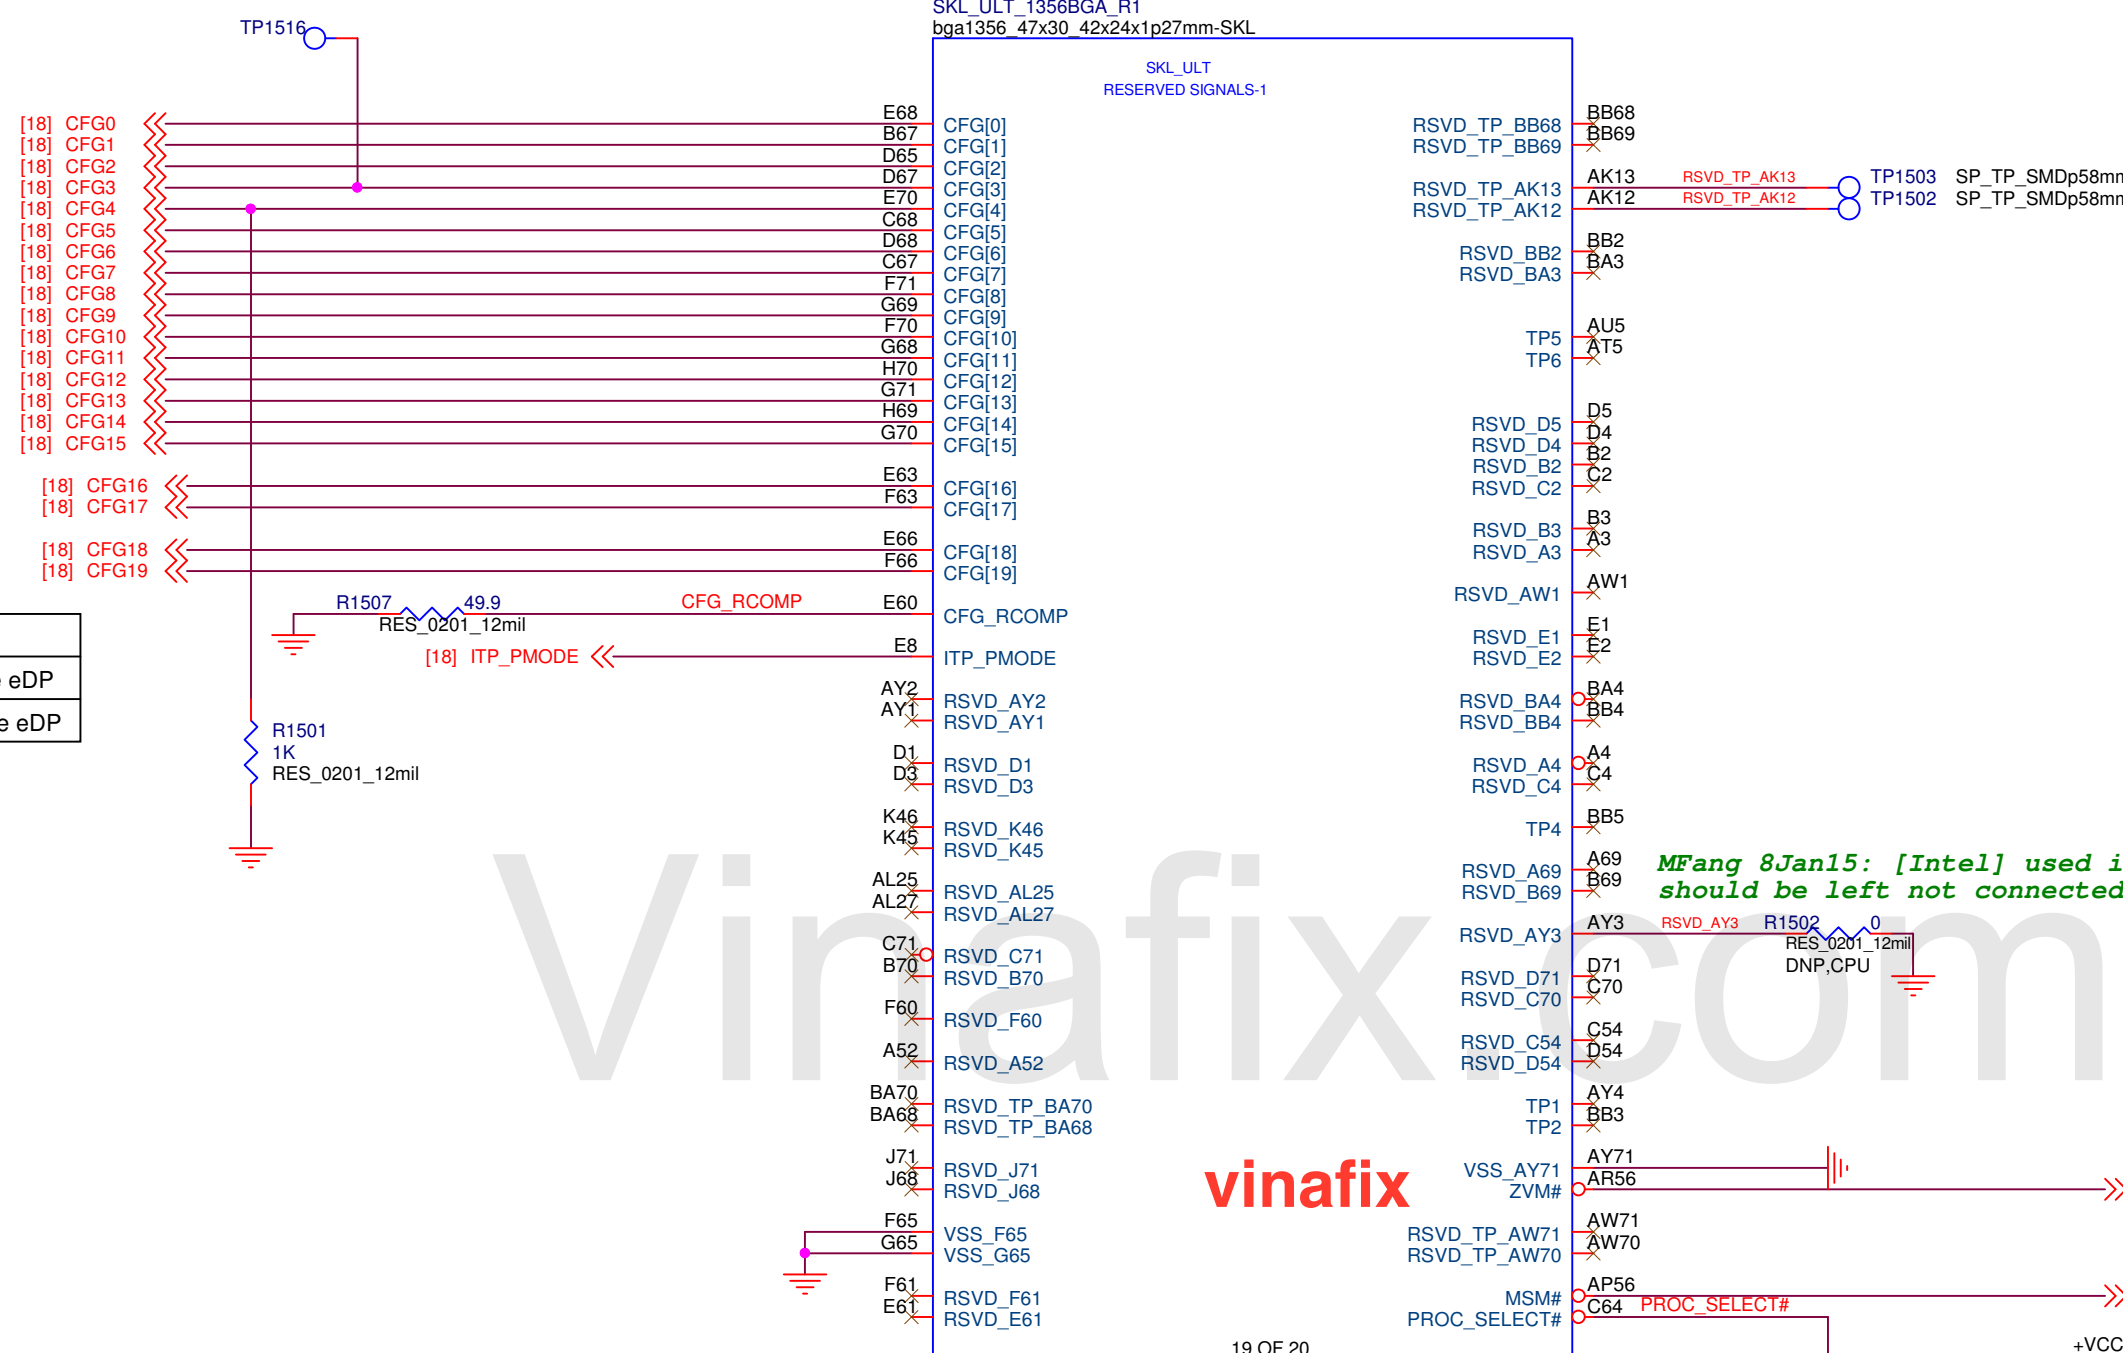 SKL_ULT_1356BGA_R1
bga1356_47x30_42x24x1p27mm-SKL
TP1516
SKL_ULT
RESERVED SIGNALS-1
[18] CFG0 E68 CFG[0] RSVD_TP_BB68 BB68
[18] CFG1 B67 CFG[1] RSVD_TP_BB69 BB69
[18] CFG2 D65 CFG[2]
[18] CFG3 D67 CFG[3] RSVD_TP_AK13 AK13 RSVD_TP_AK13 TP1503 SP_TP_SMDp58mm
[18] CFG4 E70 CFG[4] RSVD_TP_AK12 AK12 RSVD_TP_AK12 TP1502 SP_TP_SMDp58mm
[18] CFG5 C68 CFG[5]
[18] CFG6 D68 CFG[6] RSVD_BB2 BB2
[18] CFG7 C67 CFG[7] RSVD_BA3 BA3
[18] CFG8 F71 CFG[8]
[18] CFG9 G69 CFG[9]
[18] CFG10 F70 CFG[10] TP5 AU5
[18] CFG11 G68 CFG[11] TP6 AT5
[18] CFG12 H70 CFG[12]
[18] CFG13 G71 CFG[13]
[18] CFG14 H69 CFG[14] RSVD_D5 D5
[18] CFG15 G70 CFG[15] RSVD_D4 D4
RSVD_B2 B2
[18] CFG16 E63 CFG[16] RSVD_C2 C2
[18] CFG17 F63 CFG[17]
RSVD_B3 B3
[18] CFG18 E66 CFG[18] RSVD_A3 A3
[18] CFG19 F66 CFG[19]
RSVD_AW1 AW1
R1507 49.9 CFG_RCOMP E60 CFG_RCOMP
RES_0201_12mil
RSVD_E1 E1
[18] ITP_PMODE E8 ITP_PMODE RSVD_E2 E2
eDP
AY2 RSVD_AY2 RSVD_BA4 BA4
e eDP
AY1 RSVD_AY1 RSVD_BB4 BB4
R1501
1K
RES_0201_12mil
D1 RSVD_D1 RSVD_A4 A4
D3 RSVD_D3 RSVD_C4 C4
K46 RSVD_K46 TP4 BB5
K45 RSVD_K45
MFang 8Jan15: [Intel] used i
should be left not connected
RSVD_A69 A69
AL25 RSVD_AL25 RSVD_B69 B69
AL27 RSVD_AL27
RSVD_AY3 AY3 RSVD_AY3 R1502 0
RES_0201_12mil
DNP,CPU
C71 RSVD_C71
B70 RSVD_B70 RSVD_D71 D71
RSVD_C70 C70
F60 RSVD_F60
RSVD_C54 C54
A52 RSVD_A52 RSVD_D54 D54
Vinafix.com
BA70 RSVD_TP_BA70 TP1 AY4
BA68 RSVD_TP_BA68 TP2 BB3
vinafix
J71 RSVD_J71 VSS_AY71 AY71
J68 RSVD_J68 ZVM# AR56
F65 VSS_F65 RSVD_TP_AW71 AW71
G65 VSS_G65 RSVD_TP_AW70 AW70
F61 RSVD_F61 MSM# AP56
E61 RSVD_E61 PROC_SELECT# C64 PROC_SELECT#
19 OF 20
+VCC